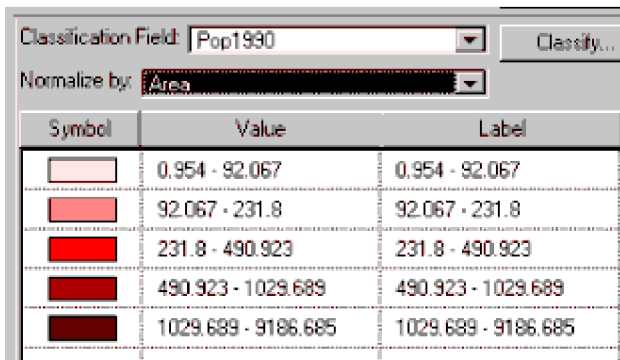 Classification Field: Pop1990 Classify...
Normalize by: Area
Symbol Value Label
0.954 - 92.067 0.954 - 92.067
92.067 - 231.8 92.067 - 231.8
231.8 - 490.923 231.8 - 490.923
490.923 - 1029.689 490.923 - 1029.689
1029.689 - 9186.685 1029.689 - 9186.685